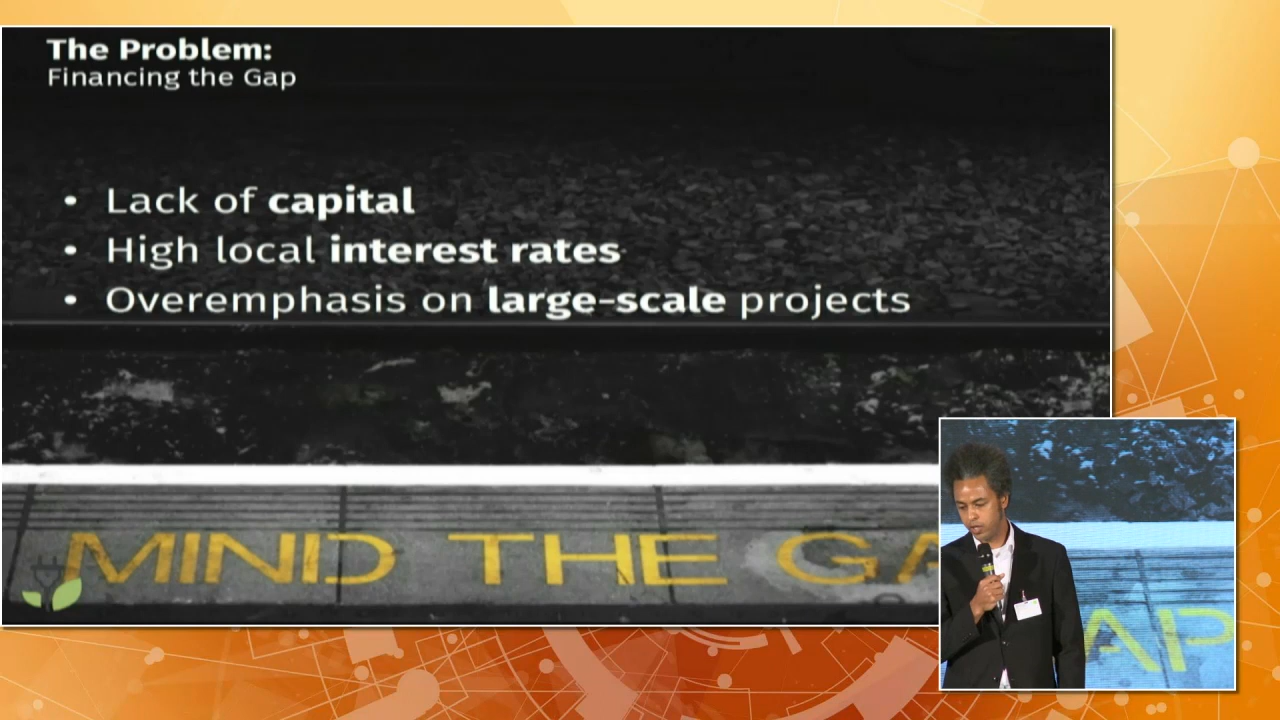 The Problem:
Financing the Gap
• Lack of capital
• High local interest rates
• Overemphasis on large-scale projects
MIND THE GA
AP